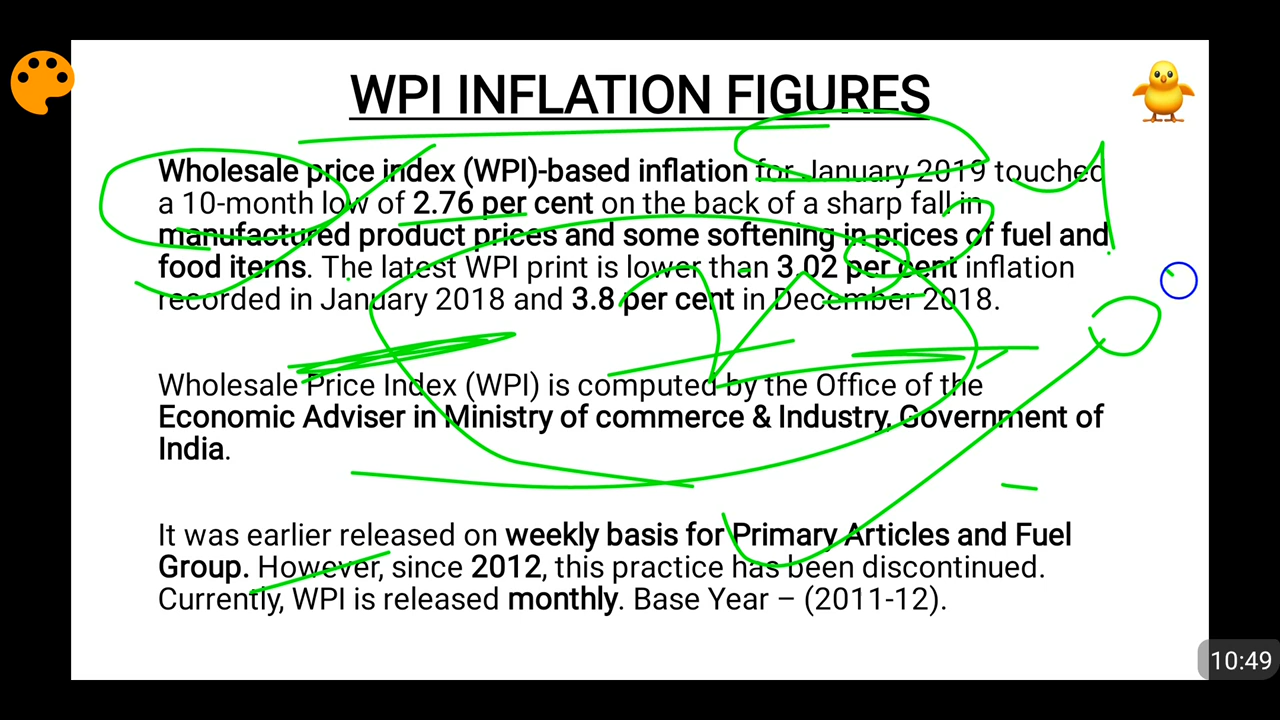 WPI INFLATION FIGURES
Wholesale price index (WPI)-based inflation for January 2019 touched
a 10-month low of 2.76 per cent on the back of a sharp fall in
manufactured product prices and some softening in prices of fuel and
food items. The latest WPI print is lower than 3.02 per cent inflation
recorded in January 2018 and 3.8 per cent in December 2018.
Wholesale Price Index (WPI) is computed by the Office of the
Economic Adviser in Ministry of commerce & Industry, Government of
India.
It was earlier released on weekly basis for Primary Articles and Fuel
Group. However, since 2012, this practice has been discontinued.
Currently, WPI is released monthly. Base Year – (2011-12).
10:49